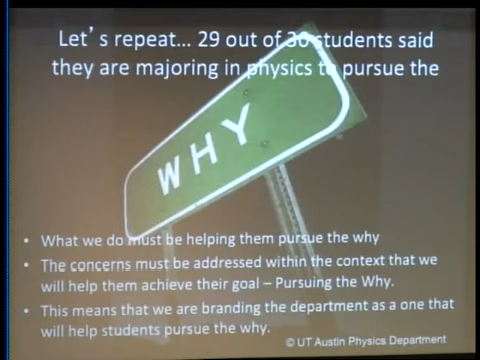 Let's repeat... 29 out of 30 students said
they are majoring in physics to pursue the
WHY
• What we do must be helping them pursue the why
• The concerns must be addressed within the context that we
will help them achieve their goal – Pursuing the Why.
• This means that we are branding the department as a one that
will help students pursue the why.
© UT Austin Physics Department